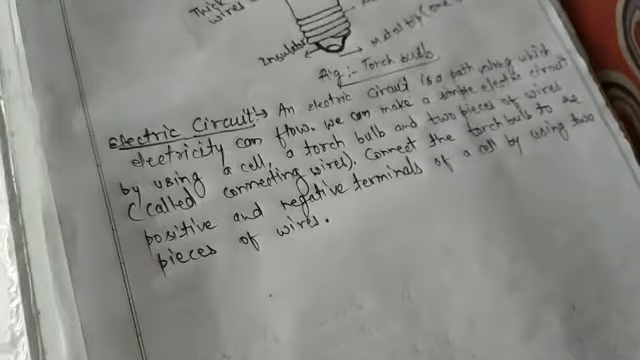 Thick
wires
Insulator
Fig :- Torch bulb
Electric Circuit → An electric circuit is a path along which
electricity can flow. We can make a simple electric circuit
by using a cell, a torch bulb and two pieces of wires
(called connecting wires). Connect the torch bulb to the
positive and negative terminals of a cell by using two
pieces of wires.